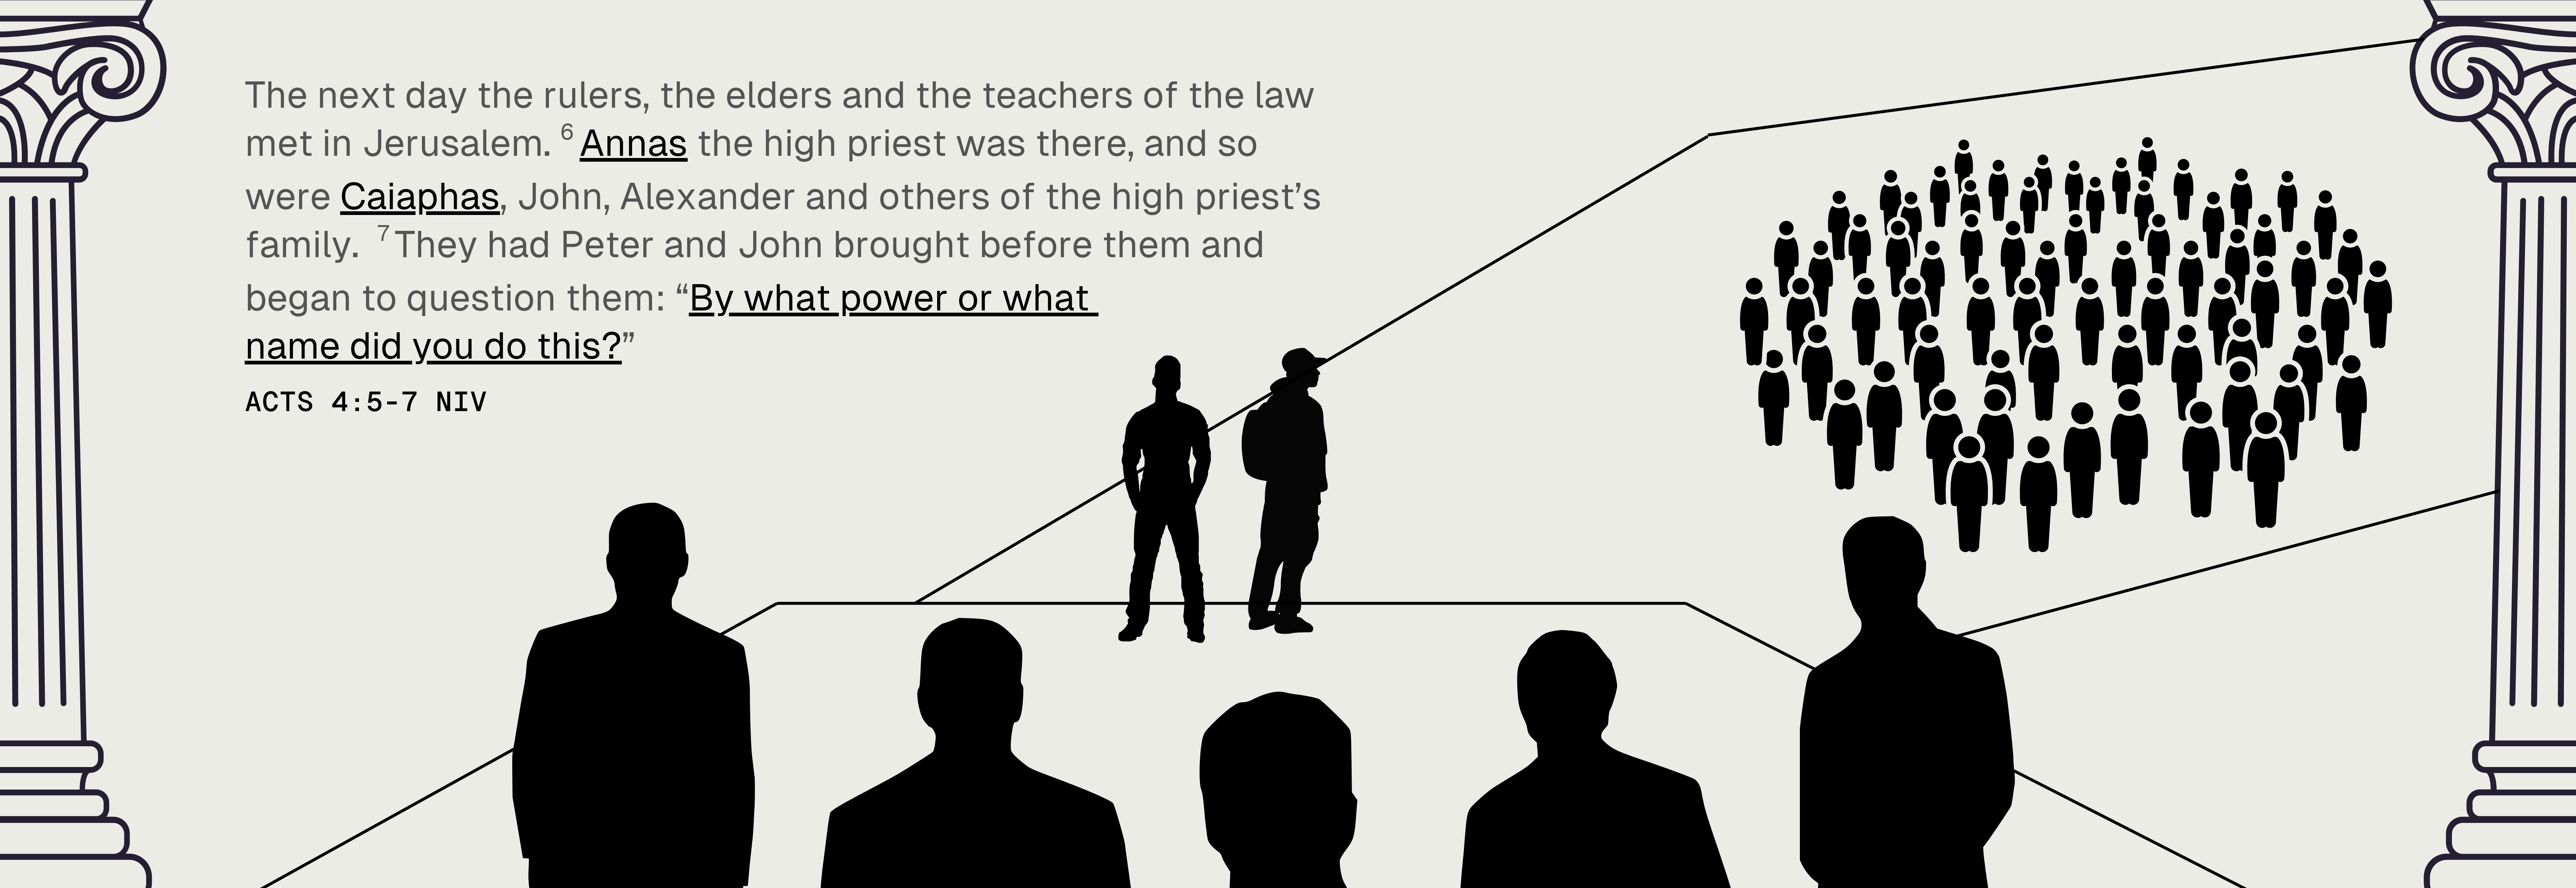 The next day the rulers, the elders and the teachers of the law
met in Jerusalem. 6 Annas the high priest was there, and so
were Caiaphas, John, Alexander and others of the high priest’s
family. 7 They had Peter and John brought before them and
began to question them: “By what power or what
name did you do this?”
ACTS 4:5-7 NIV